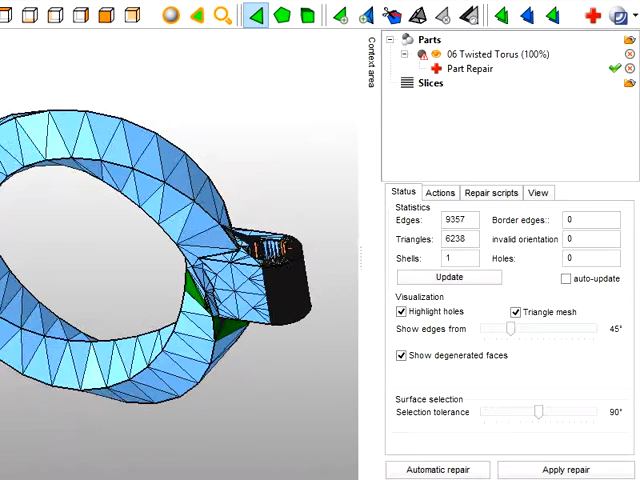 Context area
Parts
06 Twisted Torus (100%)
Part Repair
Slices
Status Actions Repair scripts View
Statistics
Edges: 9357 Border edges:: 0
Triangles: 6238 invalid orientation 0
Shells: 1 Holes: 0
Update auto-update
Visualization
Highlight holes Triangle mesh
Show edges from 45°
Show degenerated faces
Surface selection
Selection tolerance 90°
Automatic repair Apply repair